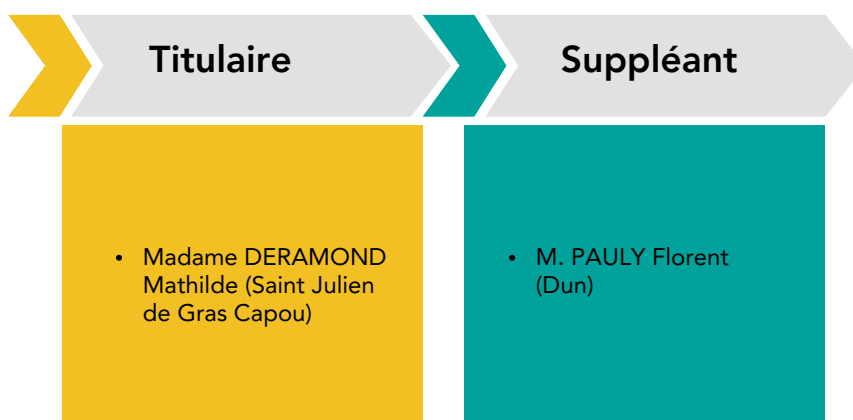 Titulaire
Suppléant
• Madame DERAMOND
Mathilde (Saint Julien
de Gras Capou)
• M. PAULY Florent
(Dun)